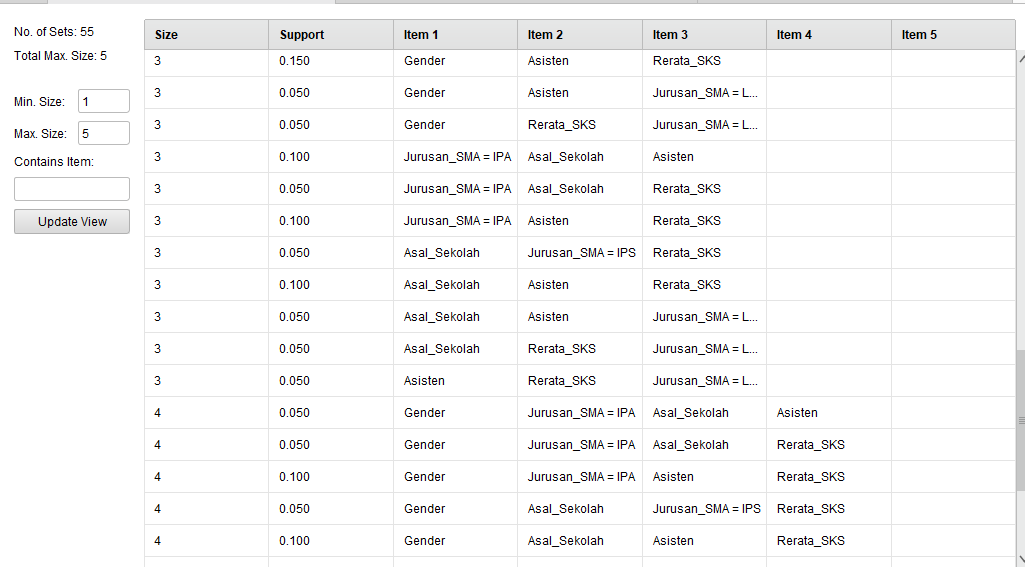 No. of Sets: 55
Total Max. Size: 5
Min. Size: 1
Max. Size: 5
Contains Item:
Update View
Size Support Item 1 Item 2 Item 3 Item 4 Item 5
3 0.150 Gender Asisten Rerata_SKS
3 0.050 Gender Asisten Jurusan_SMA = L...
3 0.050 Gender Rerata_SKS Jurusan_SMA = L...
3 0.100 Jurusan_SMA = IPA Asal_Sekolah Asisten
3 0.050 Jurusan_SMA = IPA Asal_Sekolah Rerata_SKS
3 0.100 Jurusan_SMA = IPA Asisten Rerata_SKS
3 0.050 Asal_Sekolah Jurusan_SMA = IPS Rerata_SKS
3 0.100 Asal_Sekolah Asisten Rerata_SKS
3 0.050 Asal_Sekolah Asisten Jurusan_SMA = L...
3 0.050 Asal_Sekolah Rerata_SKS Jurusan_SMA = L...
3 0.050 Asisten Rerata_SKS Jurusan_SMA = L...
4 0.050 Gender Jurusan_SMA = IPA Asal_Sekolah Asisten
4 0.050 Gender Jurusan_SMA = IPA Asal_Sekolah Rerata_SKS
4 0.100 Gender Jurusan_SMA = IPA Asisten Rerata_SKS
4 0.050 Gender Asal_Sekolah Jurusan_SMA = IPS Rerata_SKS
4 0.100 Gender Asal_Sekolah Asisten Rerata_SKS